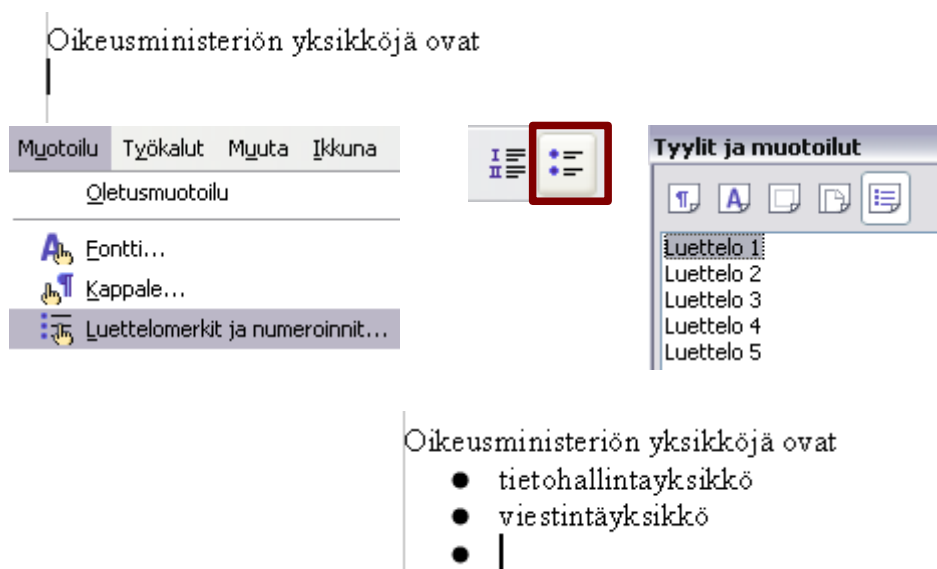 Oikeusministeriön yksikköjä ovat
Muotoilu Työkalut Muuta Ikkuna
Oletusmuotoilu
Fontti...
Kappale...
Luettelomerkit ja numeroinnit...
Tyylit ja muotoilut
Luettelo 1
Luettelo 2
Luettelo 3
Luettelo 4
Luettelo 5
Oikeusministeriön yksikköjä ovat
● tietohallintayksikkö
● viestintäyksikkö
●